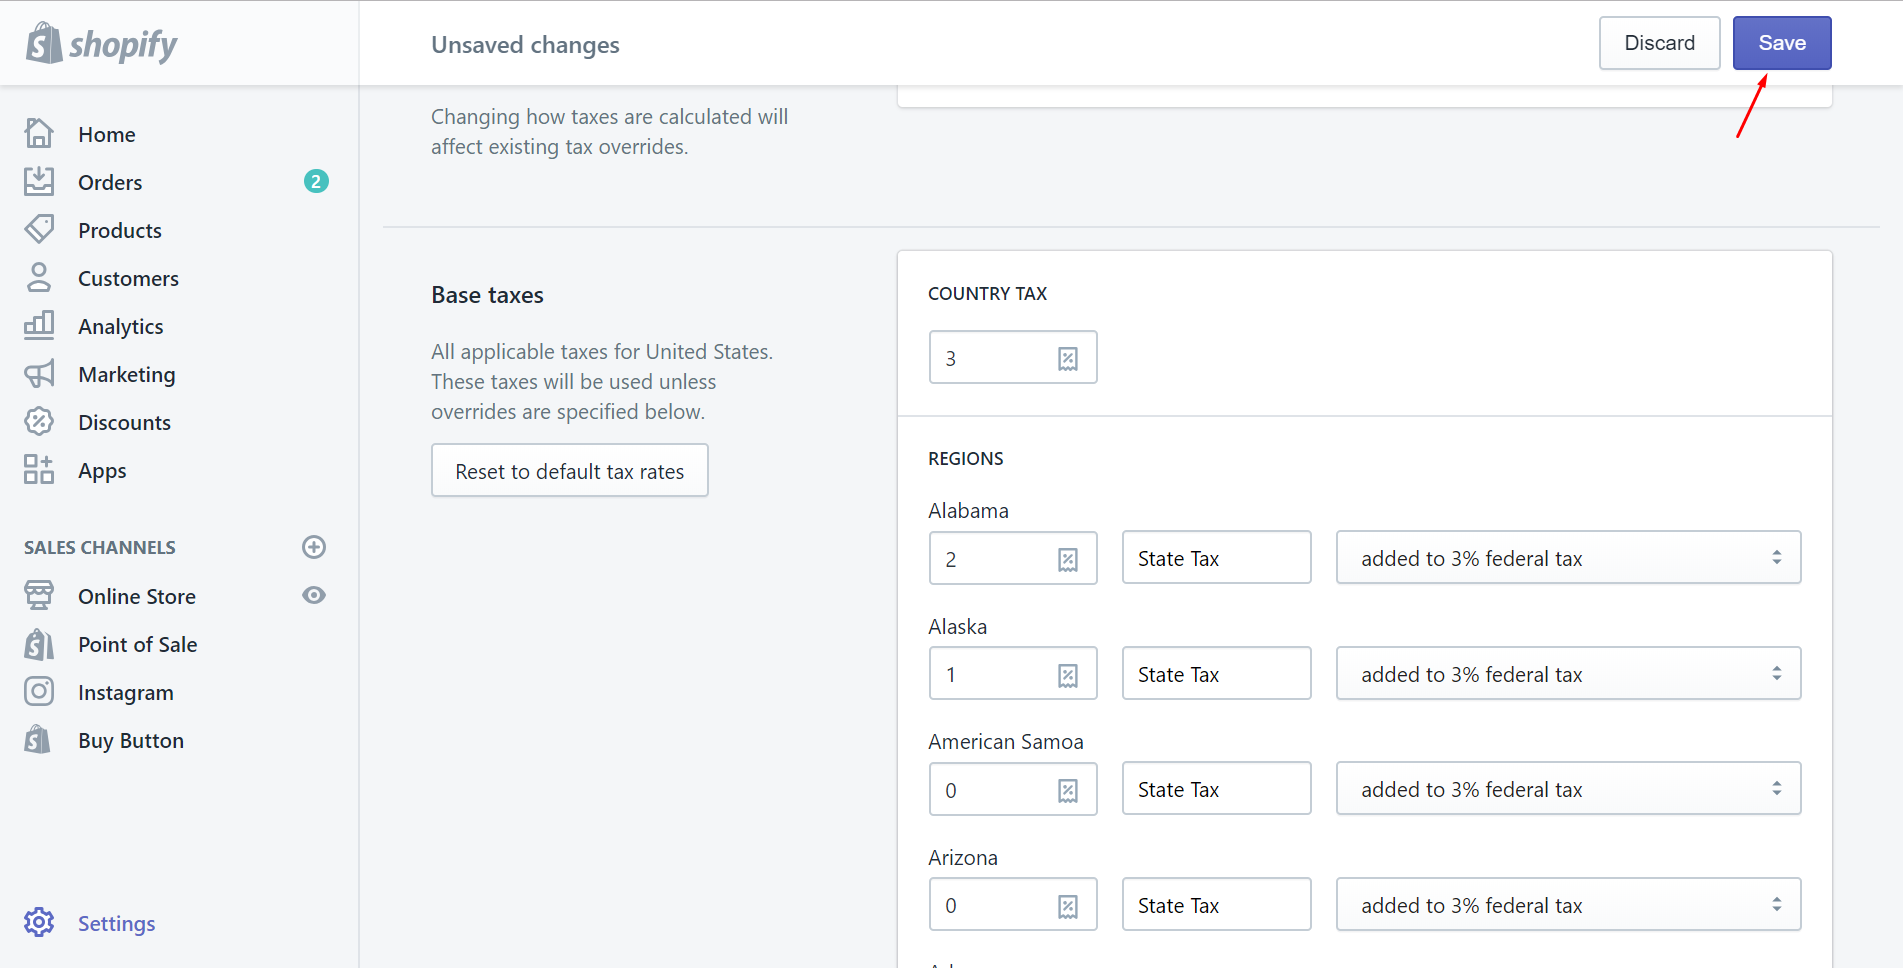 shopify
Unsaved changes
Discard
Save
Home
Orders
2
Products
Customers
Analytics
Marketing
Discounts
Apps
SALES CHANNELS
Online Store
Point of Sale
Instagram
Buy Button
Settings
Changing how taxes are calculated will
affect existing tax overrides.
Base taxes
All applicable taxes for United States.
These taxes will be used unless
overrides are specified below.
Reset to default tax rates
COUNTRY TAX
3
REGIONS
Alabama
2 State Tax added to 3% federal tax
Alaska
1 State Tax added to 3% federal tax
American Samoa
0 State Tax added to 3% federal tax
Arizona
0 State Tax added to 3% federal tax